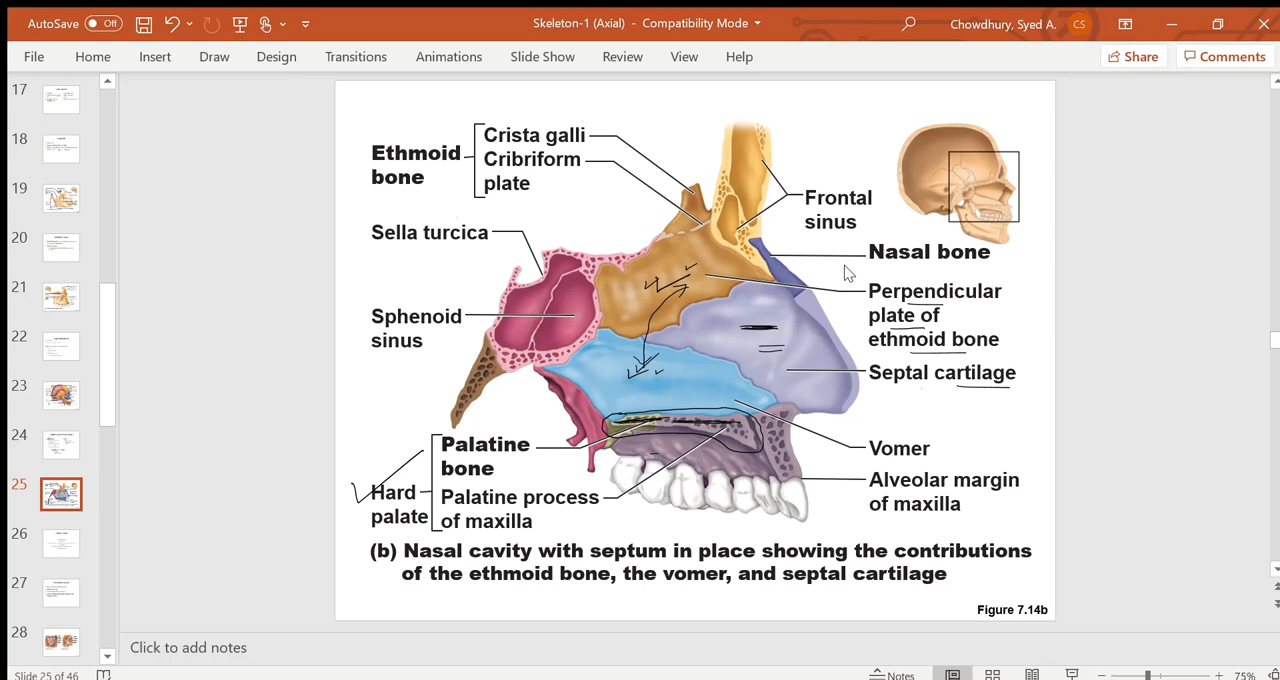 AutoSave Off Skeleton-1 (Axial) - Compatibility Mode Chowdhury, Syed A. CS
File Home Insert Draw Design Transitions Animations Slide Show Review View Help Share Comments
17
18
19
20
21
22
23
24
25
26
27
28
Ethmoid
bone
Crista galli
Cribriform
plate
Sella turcica
Sphenoid
sinus
Frontal
sinus
Nasal bone
Perpendicular
plate of
ethmoid bone
Septal cartilage
Vomer
Alveolar margin
of maxilla
Hard
palate
Palatine
bone
Palatine process
of maxilla
(b) Nasal cavity with septum in place showing the contributions
of the ethmoid bone, the vomer, and septal cartilage
Figure 7.14b
Click to add notes
Slide 25 of 46 Notes 75%